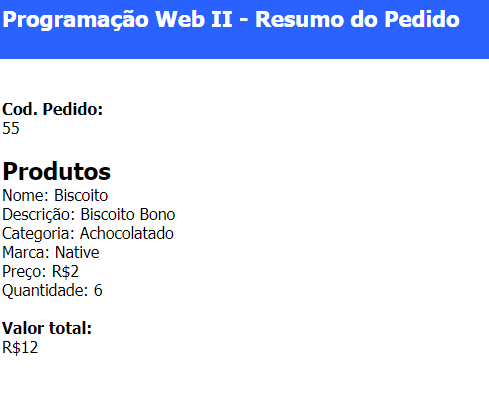 Programação Web II - Resumo do Pedido
Cod. Pedido:
55
Produtos
Nome: Biscoito
Descrição: Biscoito Bono
Categoria: Achocolatado
Marca: Native
Preço: R$2
Quantidade: 6
Valor total:
R$12